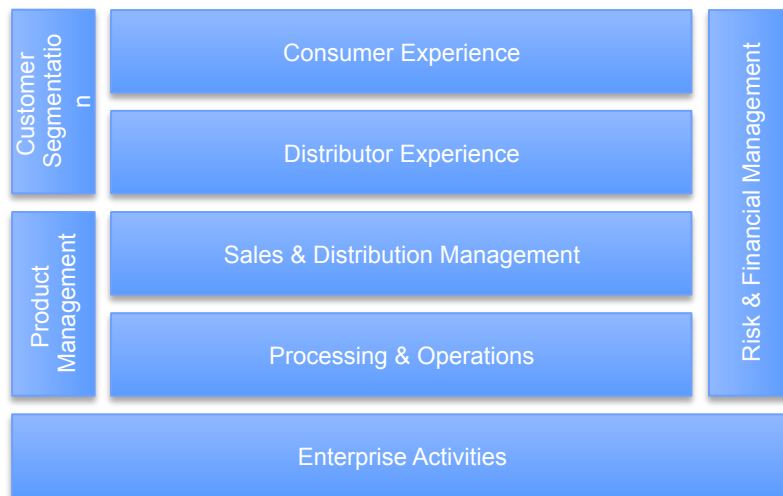 Customer
Segmentatio
n
Consumer Experience
Distributor Experience
Product
Management
Sales & Distribution Management
Processing & Operations
Risk & Financial Management
Enterprise Activities